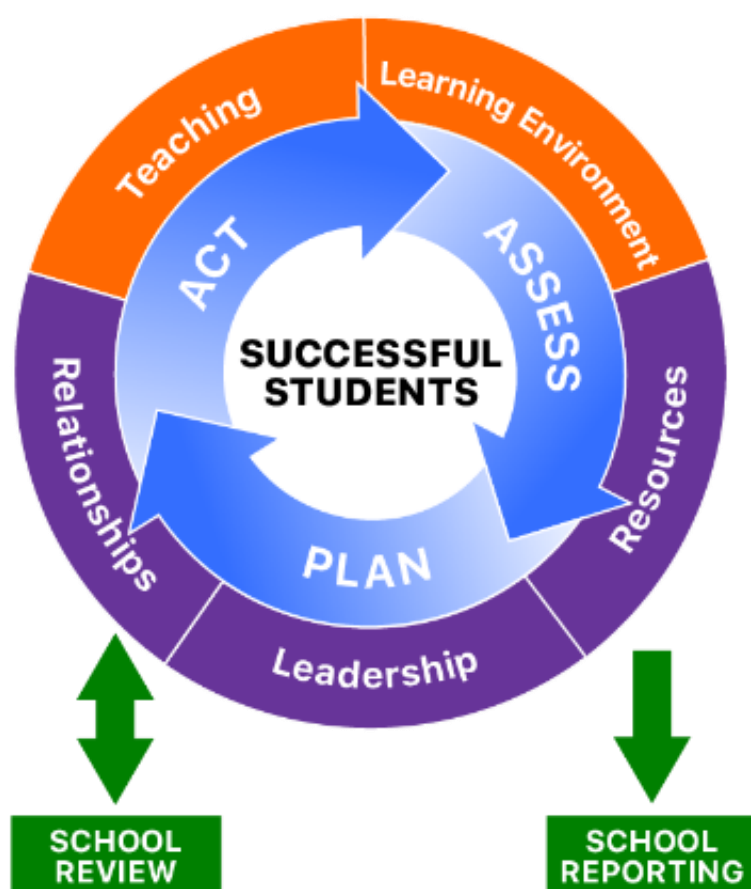 Teaching
Learning Environment
ACT
ASSESS
SUCCESSFUL
STUDENTS
Relationships
Resources
PLAN
Leadership
SCHOOL
REVIEW
SCHOOL
REPORTING